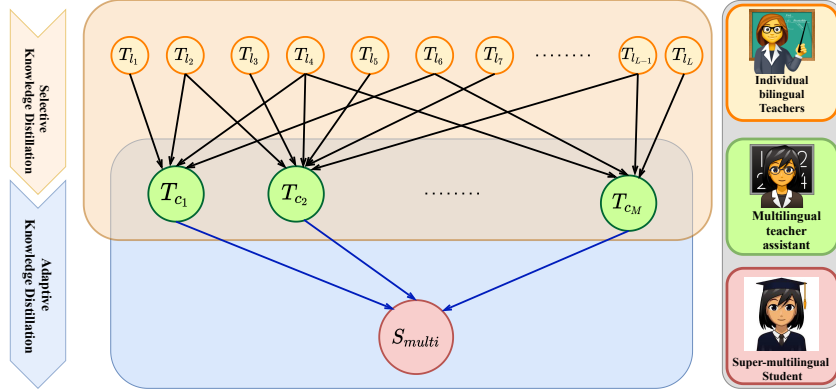 Selective
Knowledge Distillation
Adaptive
Knowledge Distillation
T_{l_1} T_{l_2} T_{l_3} T_{l_4} T_{l_5} T_{l_6} T_{l_7} ........ T_{l_{L-1}} T_{l_L}
T_{c_1} T_{c_2} ........ T_{c_M}
S_{multi}
Individual
bilingual
Teachers
Multilingual
teacher
assistant
Super-multilingual
Student